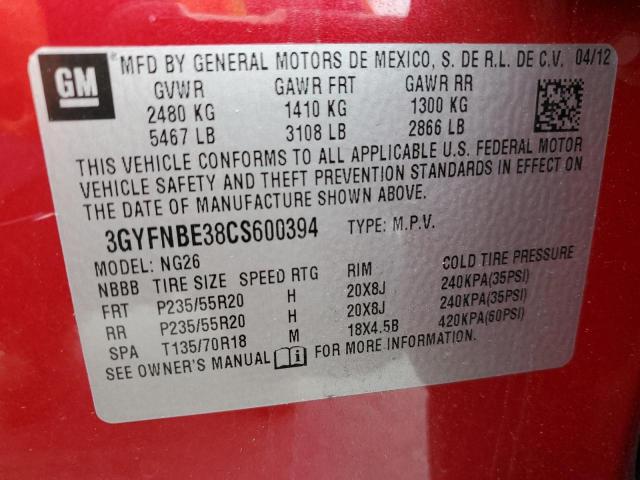 GM
MFD BY GENERAL MOTORS DE MEXICO, S. DE R.L. DE C.V. 04/12
GVWR GAWR FRT GAWR RR
2480 KG 1410 KG 1300 KG
5467 LB 3108 LB 2866 LB
THIS VEHICLE CONFORMS TO ALL APPLICABLE U.S. FEDERAL MOTOR
VEHICLE SAFETY AND THEFT PREVENTION STANDARDS IN EFFECT ON
THE DATE OF MANUFACTURE SHOWN ABOVE.
3GYFNBE38CS600394 TYPE: M.P.V.
MODEL: NG26
NBBB TIRE SIZE SPEED RTG RIM COLD TIRE PRESSURE
FRT P235/55R20 H 20X8J 240KPA(35PSI)
RR P235/55R20 H 20X8J 240KPA(35PSI)
SPA T135/70R18 M 18X4.5B 420KPA(60PSI)
SEE OWNER'S MANUAL FOR MORE INFORMATION.